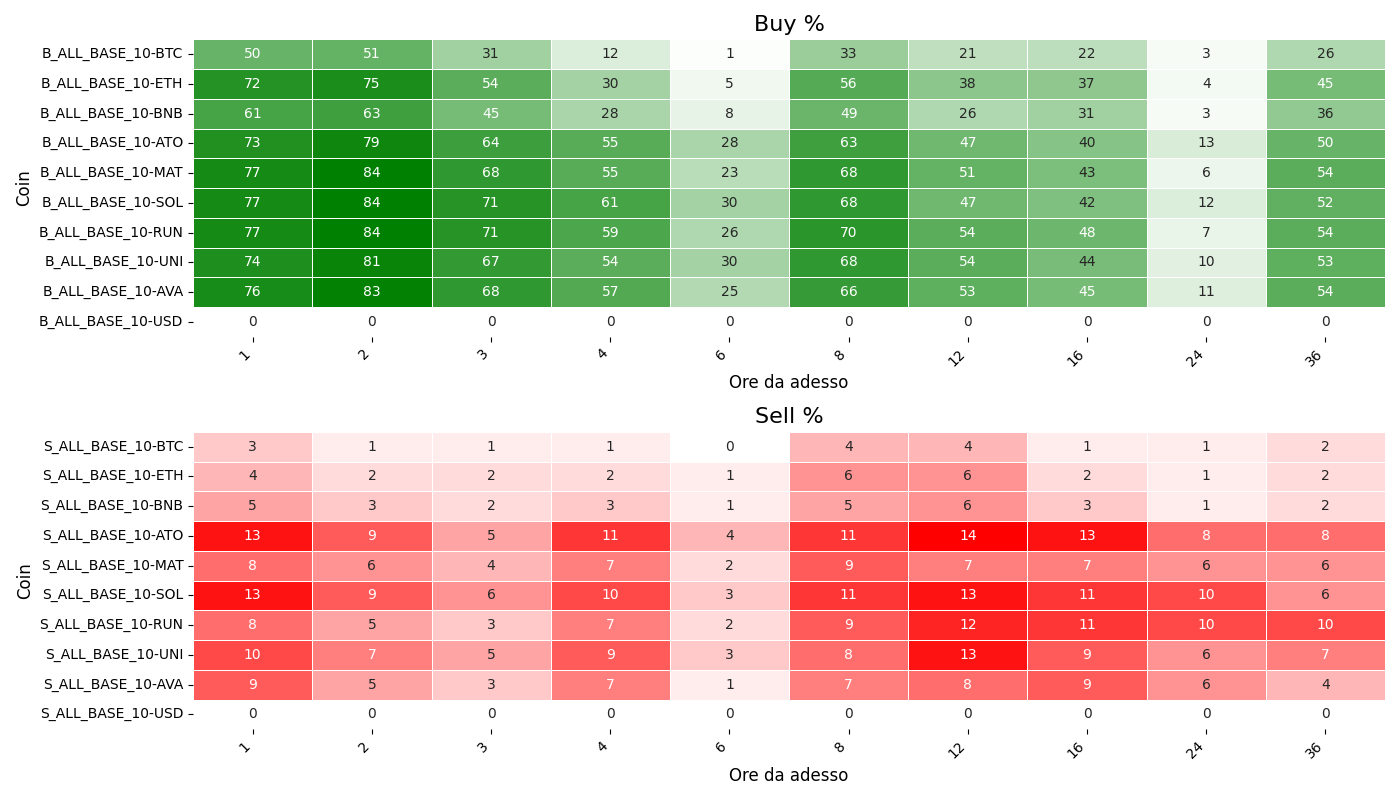 Buy %
Coin
B_ALL_BASE_10-BTC 50 51 31 12 1 33 21 22 3 26
B_ALL_BASE_10-ETH 72 75 54 30 5 56 38 37 4 45
B_ALL_BASE_10-BNB 61 63 45 28 8 49 26 31 3 36
B_ALL_BASE_10-ATO 73 79 64 55 28 63 47 40 13 50
B_ALL_BASE_10-MAT 77 84 68 55 23 68 51 43 6 54
B_ALL_BASE_10-SOL 77 84 71 61 30 68 47 42 12 52
B_ALL_BASE_10-RUN 77 84 71 59 26 70 54 48 7 54
B_ALL_BASE_10-UNI 74 81 67 54 30 68 54 44 10 53
B_ALL_BASE_10-AVA 76 83 68 57 25 66 53 45 11 54
B_ALL_BASE_10-USD 0 0 0 0 0 0 0 0 0 0
1 2 3 4 6 8 12 16 24 36
Ore da adesso
Sell %
Coin
S_ALL_BASE_10-BTC 3 1 1 1 0 4 4 1 1 2
S_ALL_BASE_10-ETH 4 2 2 2 1 6 6 2 1 2
S_ALL_BASE_10-BNB 5 3 2 3 1 5 6 3 1 2
S_ALL_BASE_10-ATO 13 9 5 11 4 11 14 13 8 8
S_ALL_BASE_10-MAT 8 6 4 7 2 9 7 7 6 6
S_ALL_BASE_10-SOL 13 9 6 10 3 11 13 11 10 6
S_ALL_BASE_10-RUN 8 5 3 7 2 9 12 11 10 10
S_ALL_BASE_10-UNI 10 7 5 9 3 8 13 9 6 7
S_ALL_BASE_10-AVA 9 5 3 7 1 7 8 9 6 4
S_ALL_BASE_10-USD 0 0 0 0 0 0 0 0 0 0
1 2 3 4 6 8 12 16 24 36
Ore da adesso